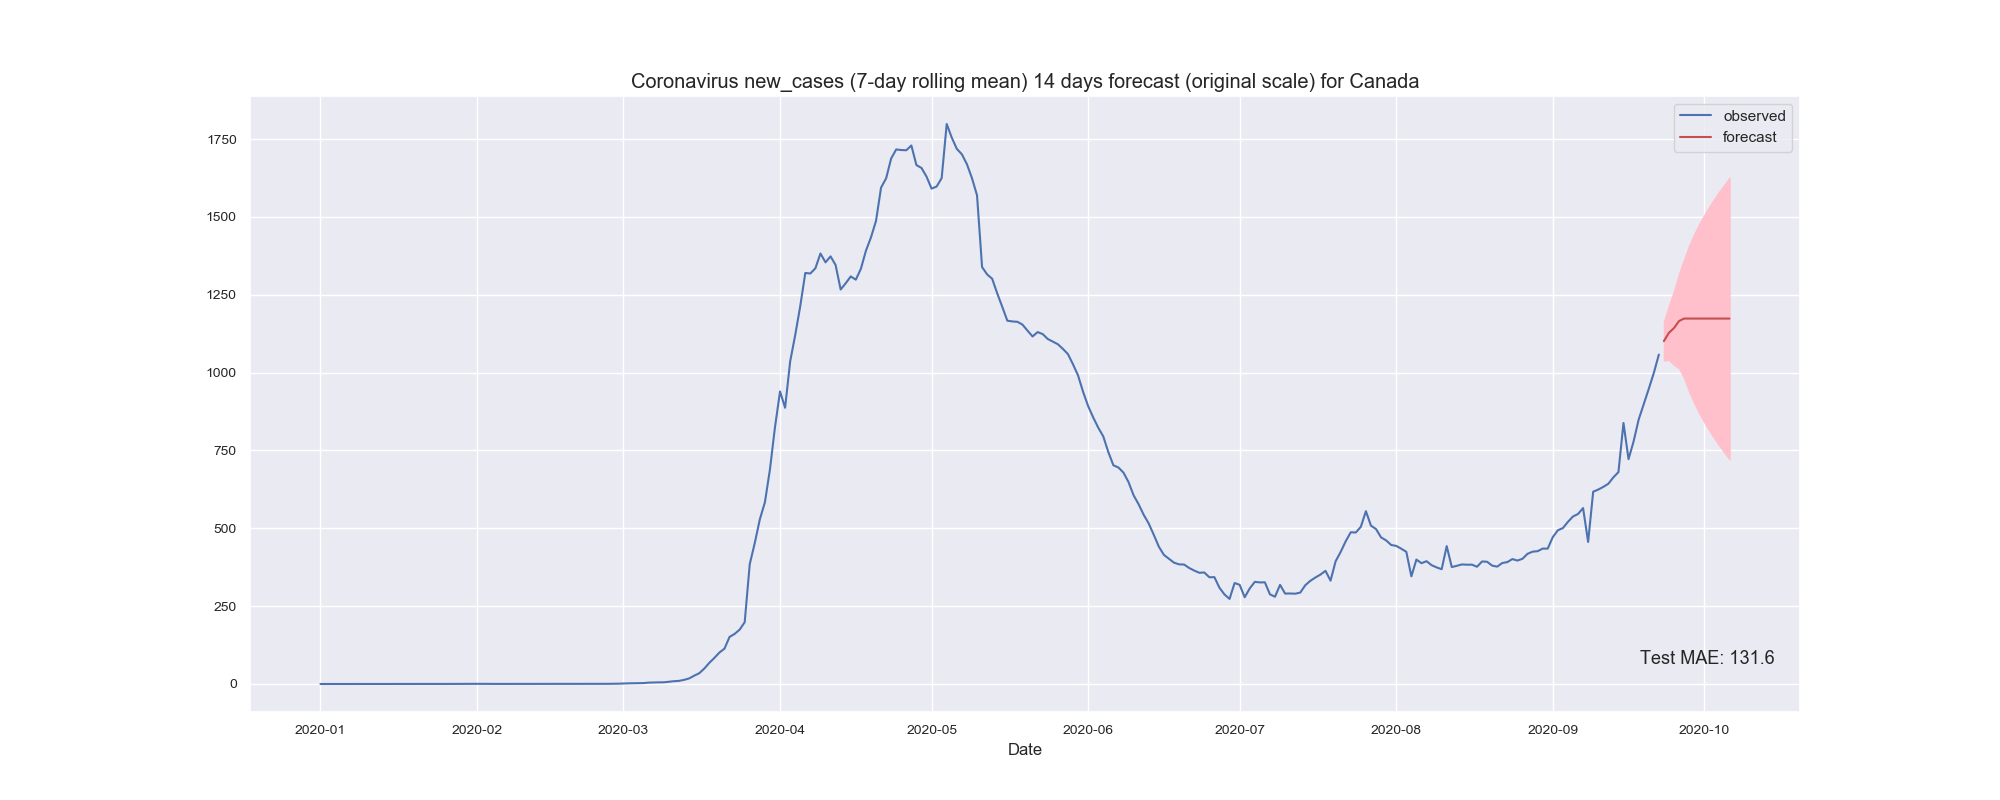 Coronavirus new_cases (7-day rolling mean) 14 days forecast (original scale) for Canada
observed
forecast
1750
1500
1250
1000
750
500
250
0
Test MAE: 131.6
2020-01 2020-02 2020-03 2020-04 2020-05 2020-06 2020-07 2020-08 2020-09 2020-10
Date